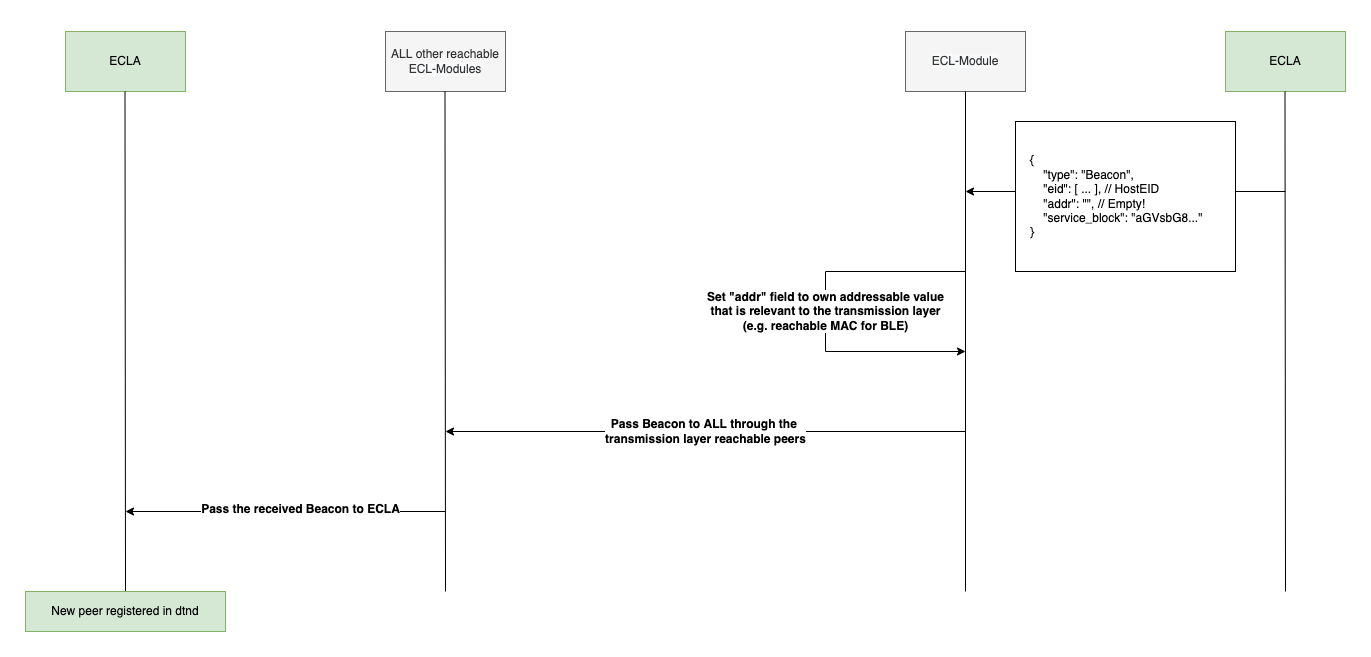 ECLA
ALL other reachable
ECL-Modules
ECL-Module
ECLA
{
"type": "Beacon",
"eid": [ ... ], // HostEID
"addr": "", // Empty!
"service_block": "aGVsbG8..."
}
Set "addr" field to own addressable value
that is relevant to the transmission layer
(e.g. reachable MAC for BLE)
Pass Beacon to ALL through the
transmission layer reachable peers
Pass the received Beacon to ECLA
New peer registered in dtnd